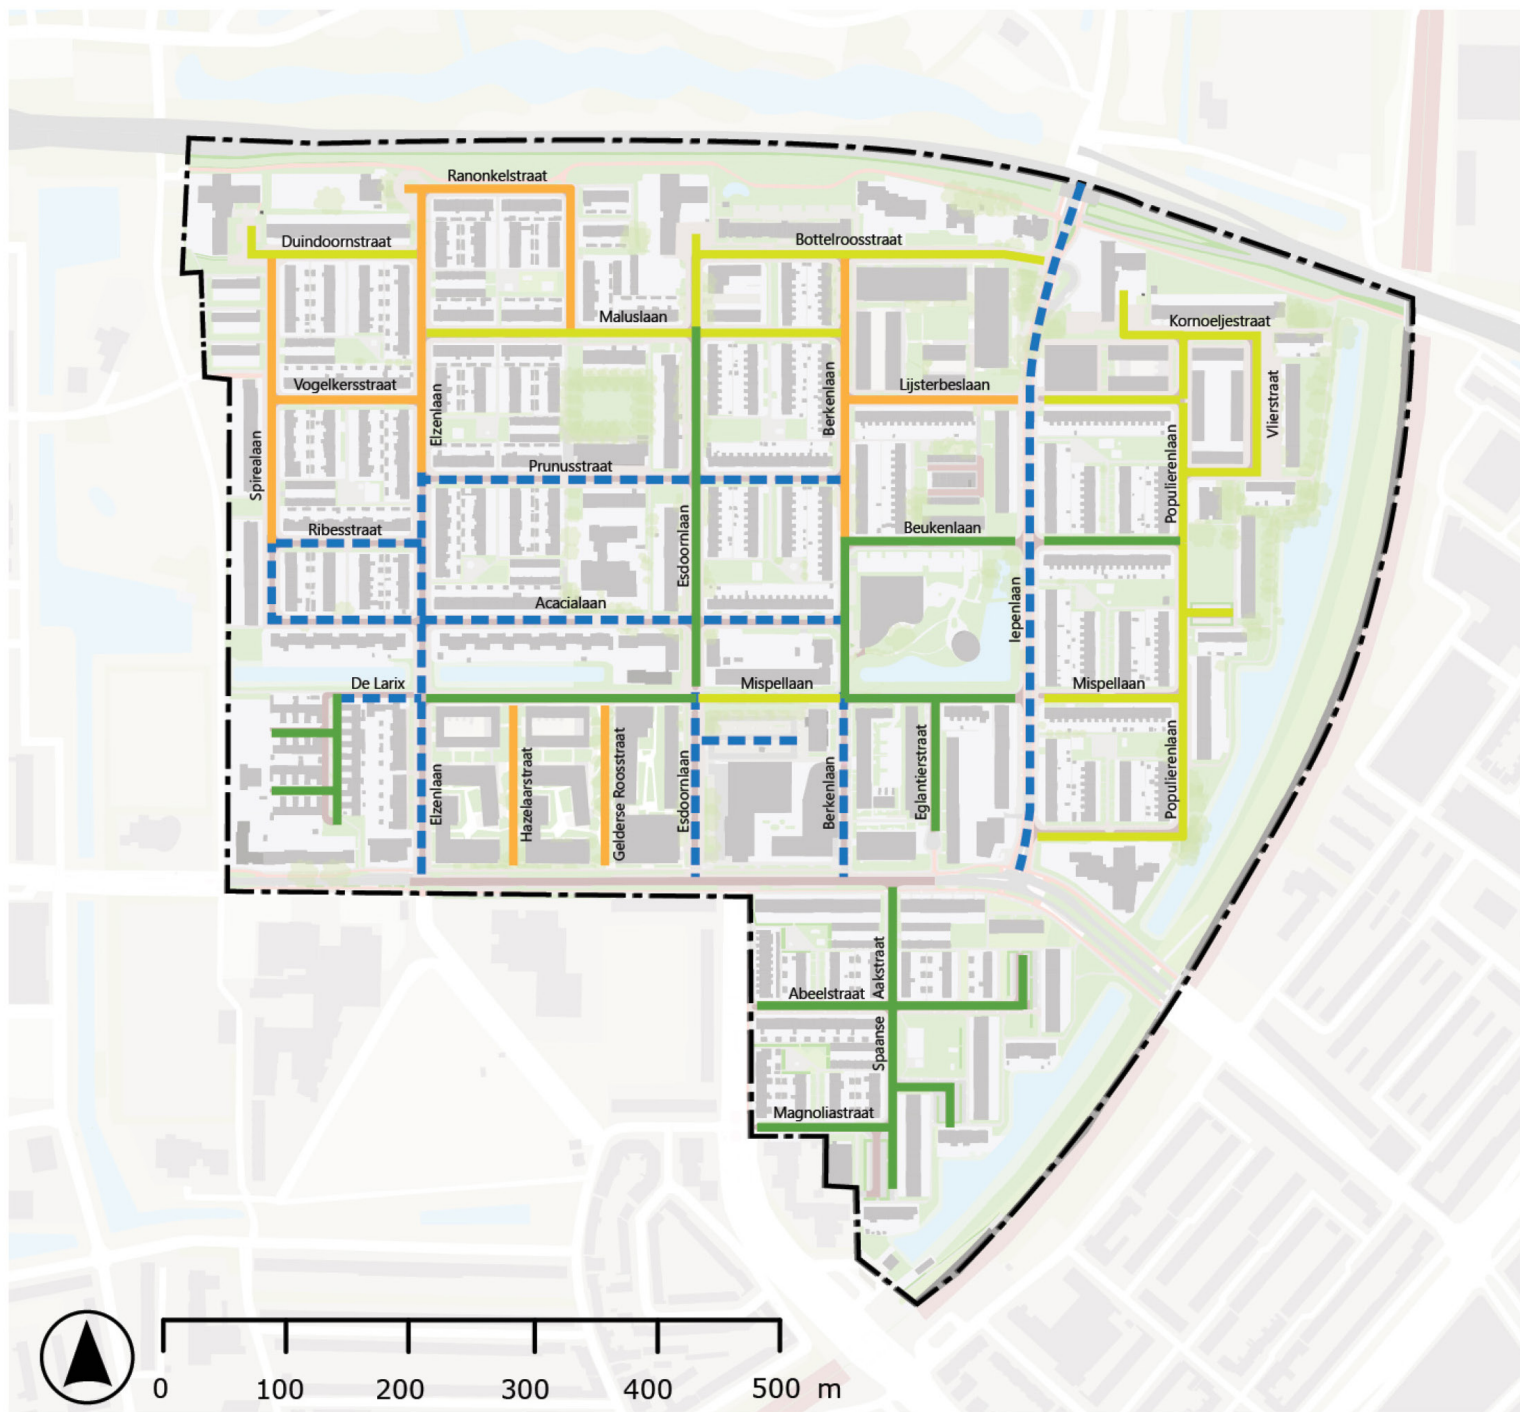 Ranonkelstraat
Duindoornstraat
Bottelroosstraat
Maluslaan
Kornoeljestraat
Vogelkersstraat
Lijsterbeslaan
Elzenlaan
Berkenlaan
Vlierstraat
Spirealaan
Prunusstraat
Populierenlaan
Ribesstraat
Beukenlaan
Esdoornlaan
Acacialaan
Iepenlaan
De Larix
Mispellaan
Mispellaan
Elzenlaan
Hazelaarstraat
Gelderse Roosstraat
Esdoornlaan
Berkenlaan
Eglantierstraat
Populierenlaan
Abeelstraat
Spaanse Aakstraat
Magnoliastraat
0 100 200 300 400 500 m